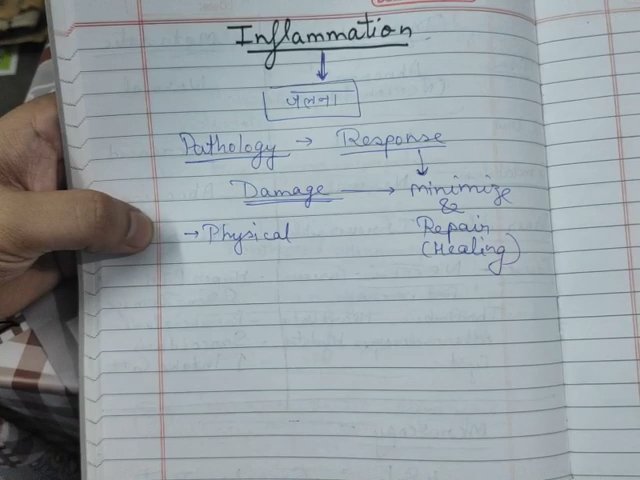 Inflammation
↓
जलना
Pathology → Response
↓
Damage → minimize
&
→ Physical Repair
(Healing)